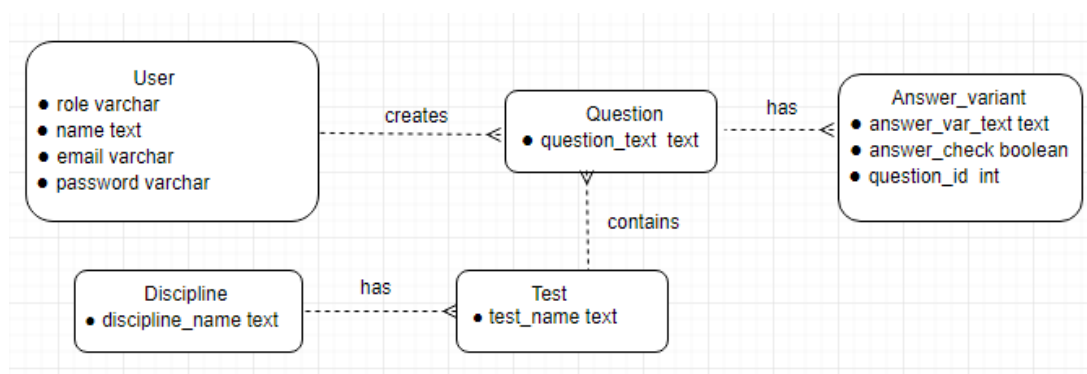 User
● role varchar
● name text
● email varchar
● password varchar
creates
Question
● question_text text
has
Answer_variant
● answer_var_text text
● answer_check boolean
● question_id int
contains
Discipline
● discipline_name text
has
Test
● test_name text